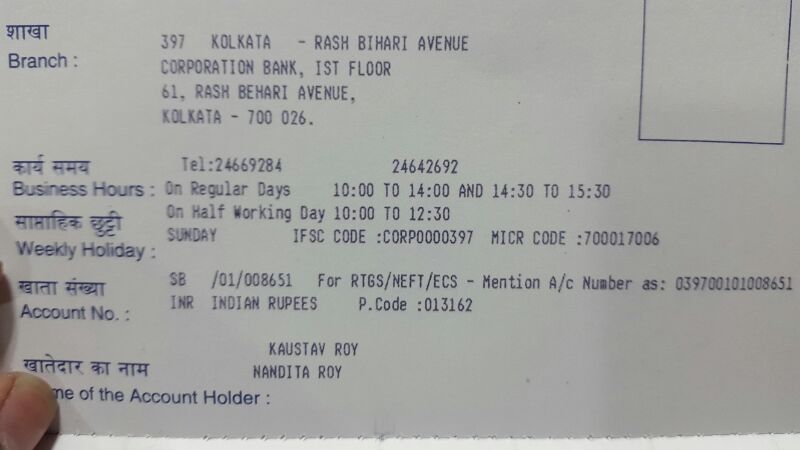 शाखा
Branch : 397 KOLKATA - RASH BIHARI AVENUE
CORPORATION BANK, IST FLOOR
61, RASH BEHARI AVENUE,
KOLKATA - 700 026.
कार्य समय Tel:24669284 24642692
Business Hours : On Regular Days 10:00 TO 14:00 AND 14:30 TO 15:30
साप्ताहिक छुट्टी On Half Working Day 10:00 TO 12:30
Weekly Holiday : SUNDAY IFSC CODE :CORP0000397 MICR CODE :700017006
खाता संख्या SB /01/008651 For RTGS/NEFT/ECS - Mention A/c Number as: 039700101008651
Account No. : INR INDIAN RUPEES P.Code :013162
KAUSTAV ROY
खातेदार का नाम NANDITA ROY
me of the Account Holder :